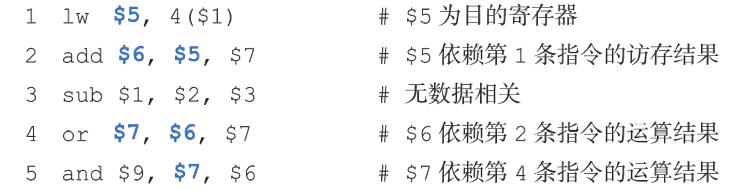 1 lw $5, 4($1) # $5 为目的寄存器
2 add $6, $5, $7 # $5 依赖第 1 条指令的访存结果
3 sub $1, $2, $3 # 无数据相关
4 or $7, $6, $7 # $6 依赖第 2 条指令的运算结果
5 and $9, $7, $6 # $7 依赖第 4 条指令的运算结果